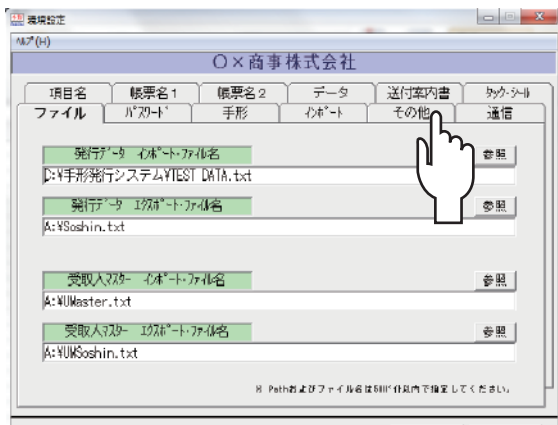 環境設定
ﾍﾙﾌﾟ(H)
○×商事株式会社
項目名 帳票名1 帳票名2 データ 送付案内書 ﾀｯｸ･ｼｰﾙ
ファイル ﾊﾟｽﾜｰﾄﾞ 手形 ｲﾝﾎﾟｰﾄ その他 通信
発行ﾃﾞｰﾀ ｲﾝﾎﾟｰﾄ･ﾌｧｲﾙ名 参照
D:¥手形発行システム¥TEST DATA.txt
発行ﾃﾞｰﾀ ｴｸｽﾎﾟｰﾄ･ﾌｧｲﾙ名 参照
A:¥Soshin.txt
受取人ﾏｽﾀｰ ｲﾝﾎﾟｰﾄ･ﾌｧｲﾙ名 参照
A:¥UMaster.txt
受取人ﾏｽﾀｰ ｴｸｽﾎﾟｰﾄ･ﾌｧｲﾙ名 参照
A:¥UMSoshin.txt
※ Pathおよびファイル名は50ﾊﾞｲﾄ以内で指定してください。